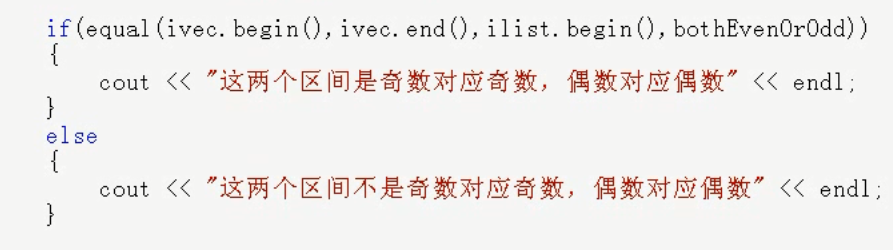 if(equal(ivec.begin(),ivec.end(),ilist.begin(),bothEvenOrOdd))
{
cout << "这两个区间是奇数对应奇数，偶数对应偶数" << endl;
}
else
{
cout << "这两个区间不是奇数对应奇数，偶数对应偶数" << endl;
}